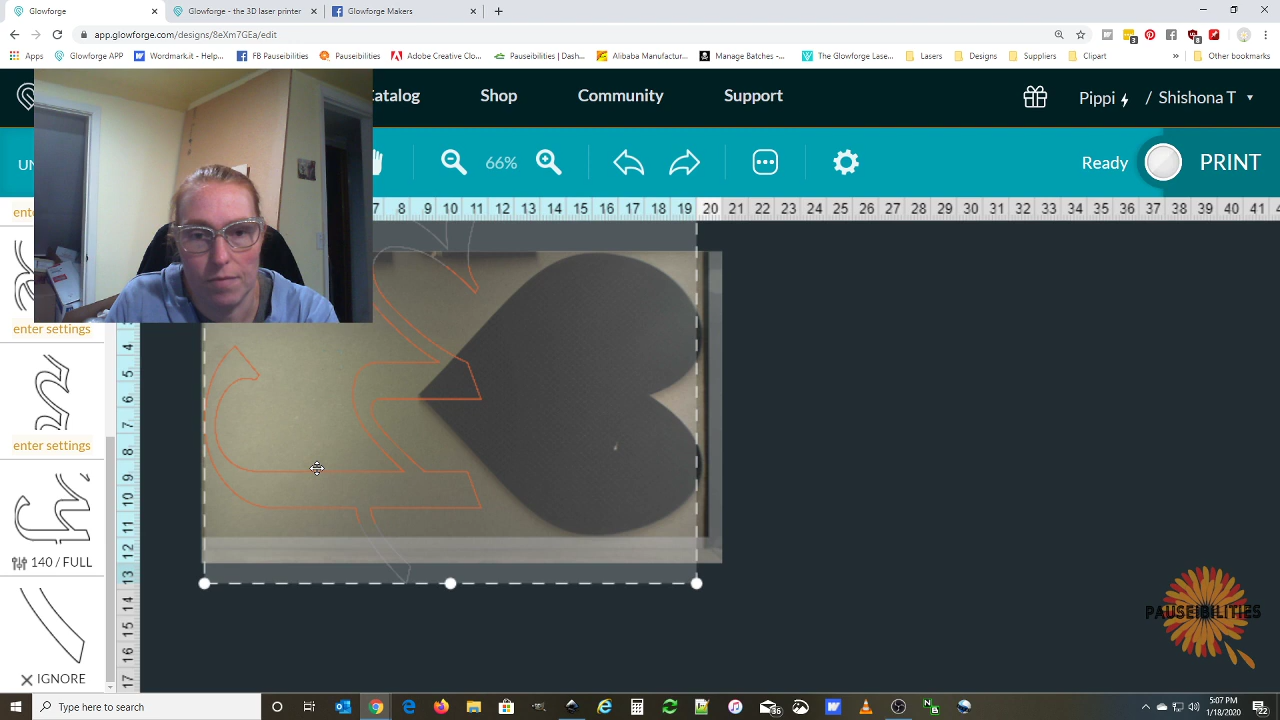 Glowforge
Glowforge - the 3D laser printer
Glowforge Makers
app.glowforge.com/designs/8eXm7GEa/edit
Apps
Glowforge APP
Wordmark.it - Help...
FB Pauseibilities
Pauseibilities
Adobe Creative Clo...
Pauseibilities | Dash...
Alibaba Manufactur...
Manage Batches -...
The Glowforge Lase...
Lasers
Designs
Suppliers
Clipart
»
Other bookmarks
Catalog
Shop
Community
Support
Pippi / Shishona T
66%
Ready
PRINT
7 8 9 10 11 12 13 14 15 16 17 18 19 20 21 22 23 24 25 26 27 28 29 30 31 32 33 34 35 36 37 38 39 40 41
enter settings
4
5
6
7
8
9
10
11
12
13
14
15
16
17
enter settings
140 / FULL
IGNORE
PAUSEIBILITIES
Type here to search
5:07 PM
1/18/2020